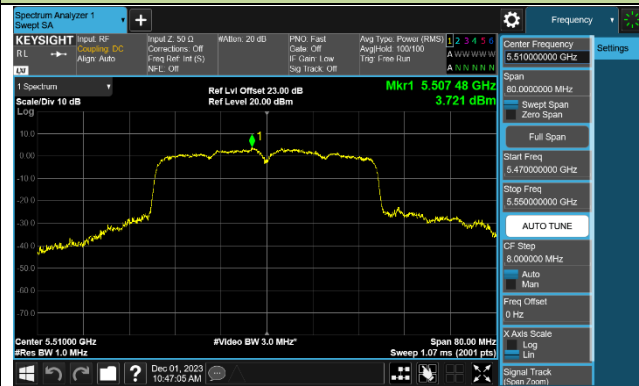 Spectrum Analyzer 1
Swept SA
Frequency
KEYSIGHT
Input: RF
Input Z: 50 Ω
#Atten: 20 dB
PNO: Fast
Avg Type: Power (RMS)
1 2 3 4 5 6
RL
Coupling: DC
Corrections: Off
Gate: Off
Avg|Hold: 100/100
A W W W W W
Align: Auto
Freq Ref: Int (S)
IF Gain: Low
Trig: Free Run
NFE: Off
Sig Track: Off
A N N N N N
LXI
1 Spectrum
Ref Lvl Offset 23.00 dB
Mkr1 5.507 48 GHz
Scale/Div 10 dB
Ref Level 20.00 dBm
3.721 dBm
Log
10.0
0.00
-10.0
-20.0
-30.0
-40.0
-50.0
-60.0
-70.0
1
Center 5.51000 GHz
#Video BW 3.0 MHz*
Span 80.00 MHz
#Res BW 1.0 MHz
Sweep 1.07 ms (2001 pts)
Dec 01, 2023
10:47:05 AM
Center Frequency
5.510000000 GHz
Settings
Span
80.0000000 MHz
Swept Span
Zero Span
Full Span
Start Freq
5.470000000 GHz
Stop Freq
5.550000000 GHz
AUTO TUNE
CF Step
8.000000 MHz
Auto
Man
Freq Offset
0 Hz
X Axis Scale
Log
Lin
Signal Track
(Span Zoom)